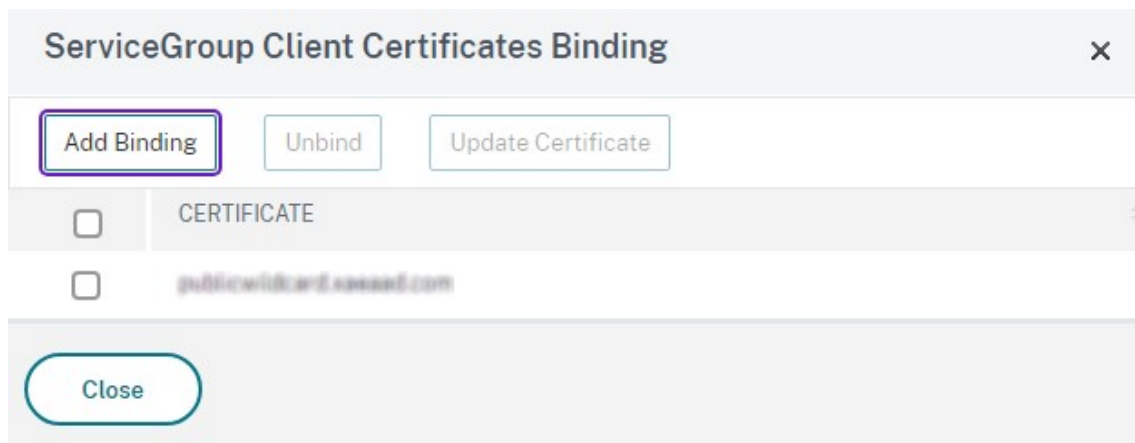 ServiceGroup Client Certificates Binding
Add Binding Unbind Update Certificate
CERTIFICATE
Close